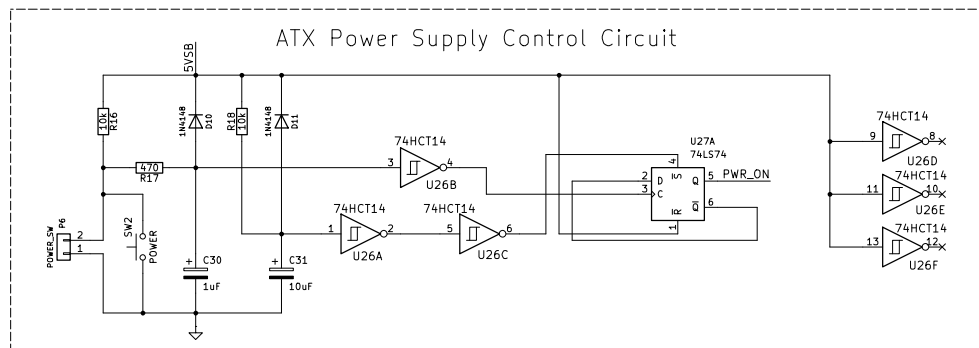 ATX Power Supply Control Circuit
5VSB
10k
R16
1N4148
D10
R18
10k
1N4148
D11
470
R17
74HCT14
3
4
U26B
U27A
74LS74
4
2
D
S
Q
5
PWR_ON
3
C
Q
6
R
1
74HCT14
9
8
U26D
74HCT14
11
10
U26E
74HCT14
13
12
U26F
74HCT14
1
2
U26A
74HCT14
5
6
U26C
POWER_SW
P6
2
1
SW2
POWER
+
C30
1uF
+
C31
10uF